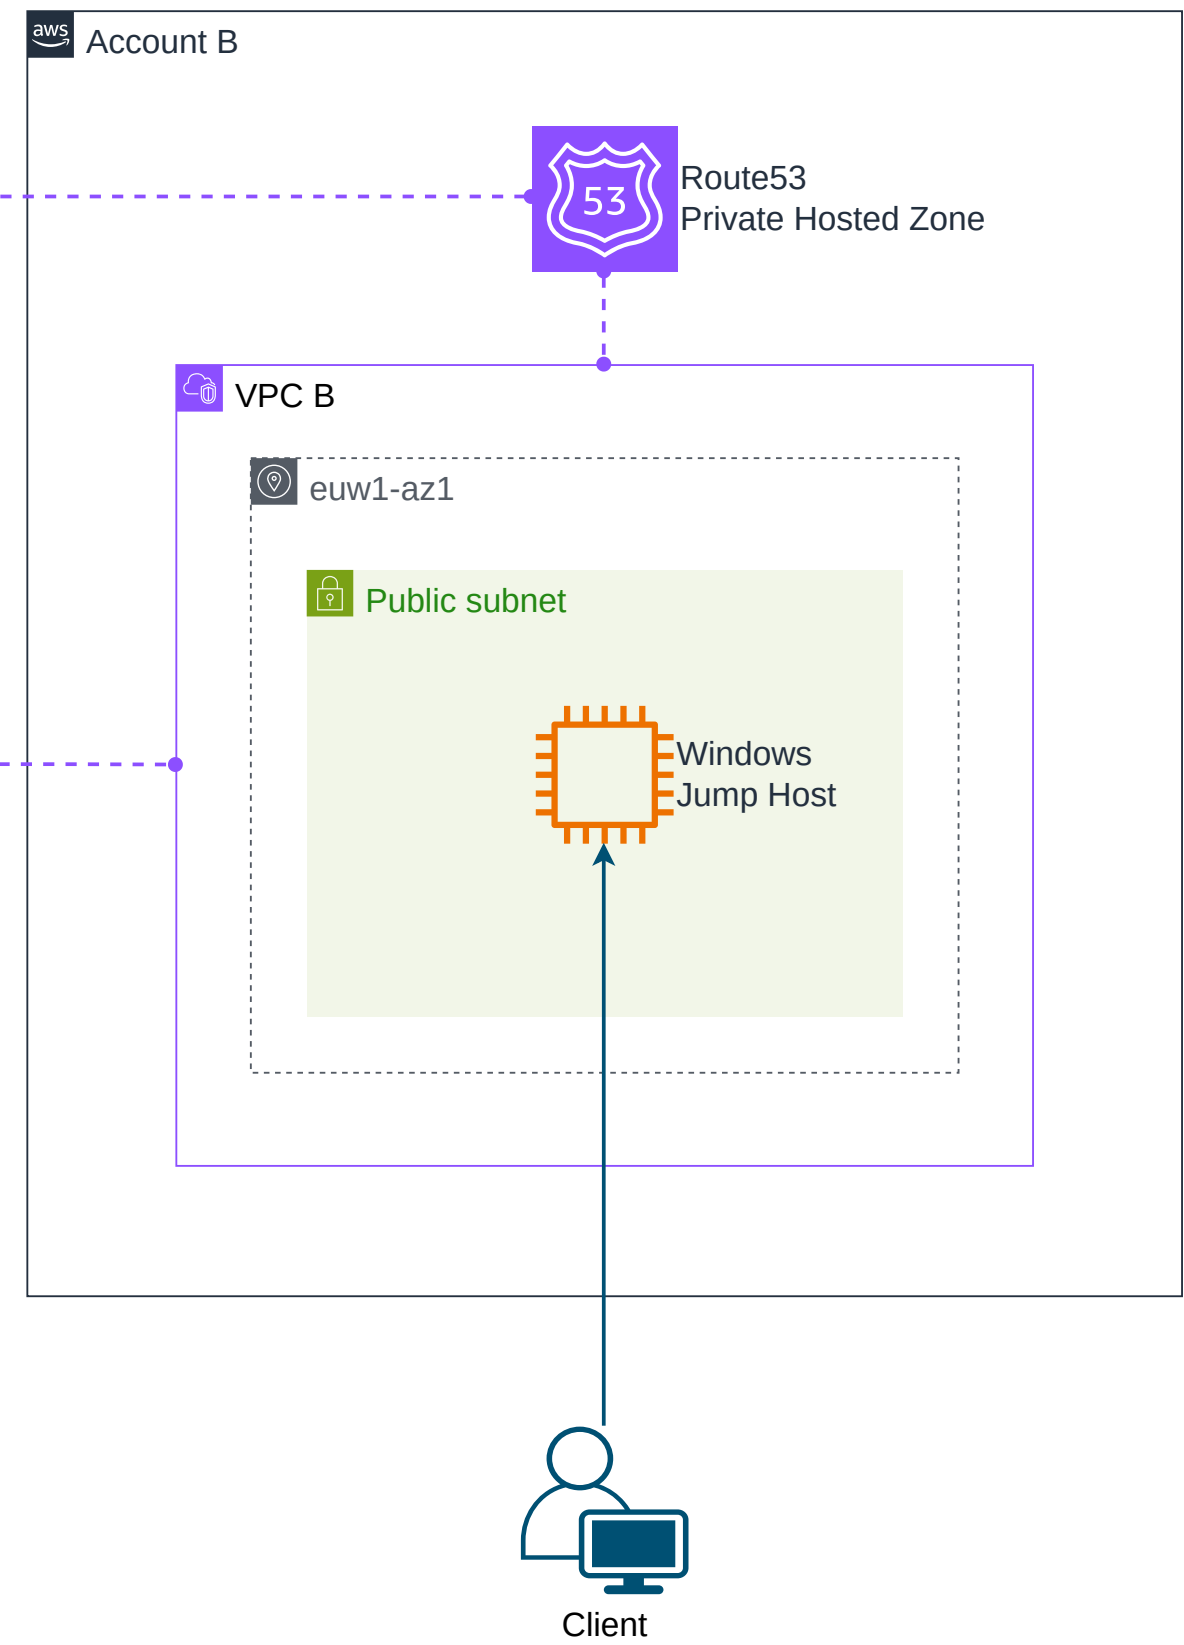 aws
Account B
53
Route53
Private Hosted Zone
VPC B
euw1-az1
Public subnet
Windows
Jump Host
Client